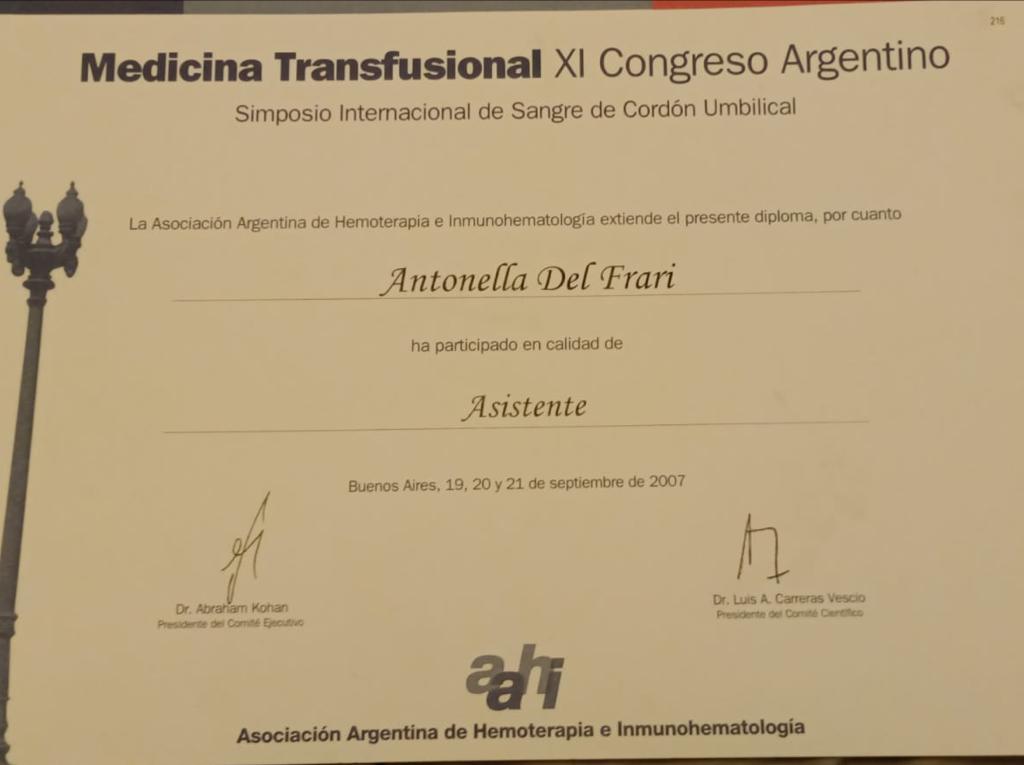 216
Medicina Transfusional XI Congreso Argentino
Simposio Internacional de Sangre de Cordón Umbilical
La Asociación Argentina de Hemoterapia e Inmunohematología extiende el presente diploma, por cuanto
Antonella Del Frari
ha participado en calidad de
Asistente
Buenos Aires, 19, 20 y 21 de septiembre de 2007
Dr. Abraham Kohan
Presidente del Comité Ejecutivo
Dr. Luis A. Carreras Vescio
Presidente del Comité Científico
aahi
Asociación Argentina de Hemoterapia e Inmunohematología